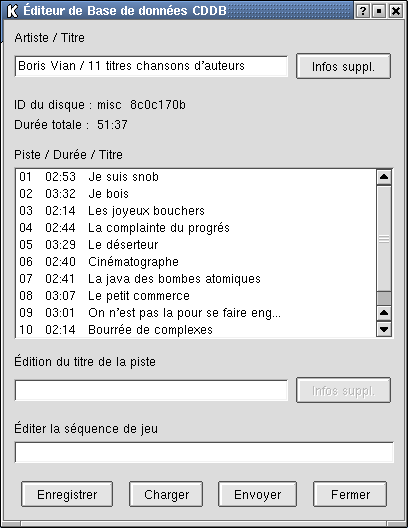 K Éditeur de Base de données CDDB
Artiste / Titre
Boris Vian / 11 titres chansons d'auteurs Infos suppl.
ID du disque : misc 8c0c170b
Durée totale : 51:37
Piste / Durée / Titre
01 02:53 Je suis snob
02 03:32 Je bois
03 02:14 Les joyeux bouchers
04 02:44 La complainte du progrés
05 03:29 Le déserteur
06 02:40 Cinématographe
07 02:41 La java des bombes atomiques
08 03:07 Le petit commerce
09 03:01 On n'est pas la pour se faire eng...
10 02:14 Bourrée de complexes
Édition du titre de la piste
Infos suppl.
Éditer la séquence de jeu
Enregistrer Charger Envoyer Fermer